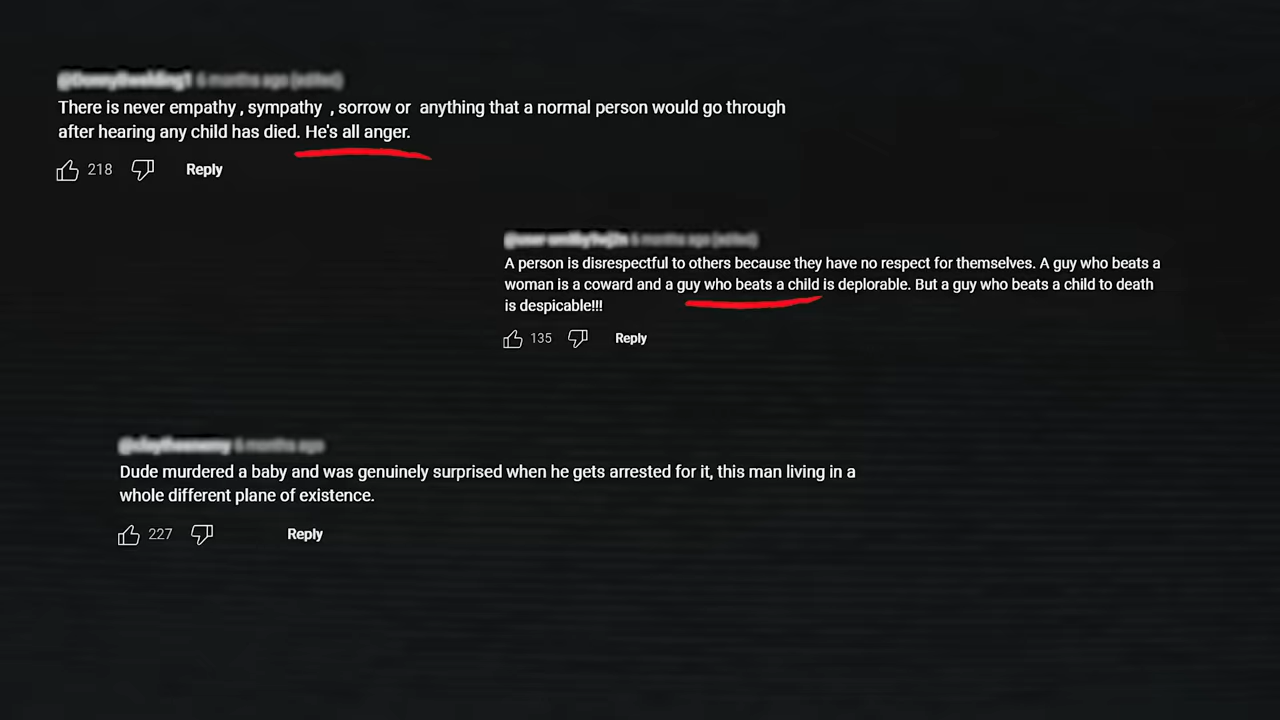 6 months ago (edited)
There is never empathy , sympathy , sorrow or anything that a normal person would go through
after hearing any child has died. He's all anger.
218 Reply
6 months ago (edited)
A person is disrespectful to others because they have no respect for themselves. A guy who beats a
woman is a coward and a guy who beats a child is deplorable. But a guy who beats a child to death
is despicable!!!
135 Reply
6 months ago
Dude murdered a baby and was genuinely surprised when he gets arrested for it, this man living in a
whole different plane of existence.
227 Reply